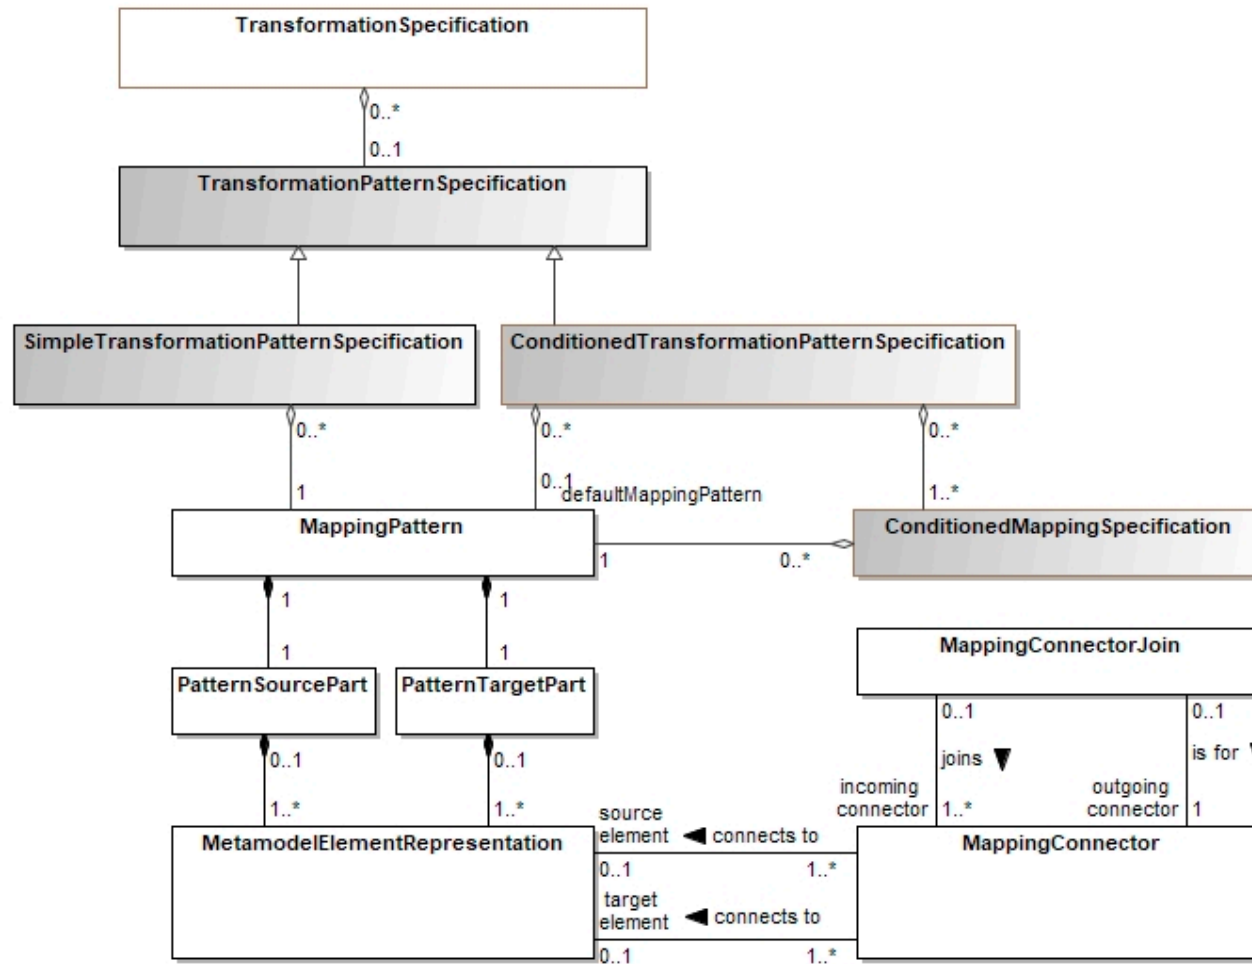 TransformationSpecification
0..*
0..1
TransformationPatternSpecification
SimpleTransformationPatternSpecification
ConditionedTransformationPatternSpecification
0..*
0..*
0..*
1
0..1
defaultMappingPattern
1..*
MappingPattern
ConditionedMappingSpecification
1
0..*
1
1
1
1
MappingConnectorJoin
PatternSourcePart
PatternTargetPart
0..1
0..1
0..1
0..1
joins
is for
incoming
connector
outgoing
connector
1..*
1..*
1..*
1
source
element
connects to
MetamodelElementRepresentation
MappingConnector
0..1
1..*
target
element
connects to
0..1
1..*